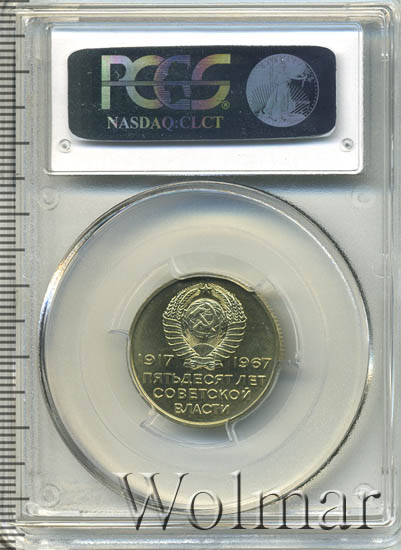 PCGS
NASDAQ:CLCT
1917 1967
ПЯТЬДЕСЯТ ЛЕТ
СОВЕТСКОЙ
ВЛАСТИ
Wolmar